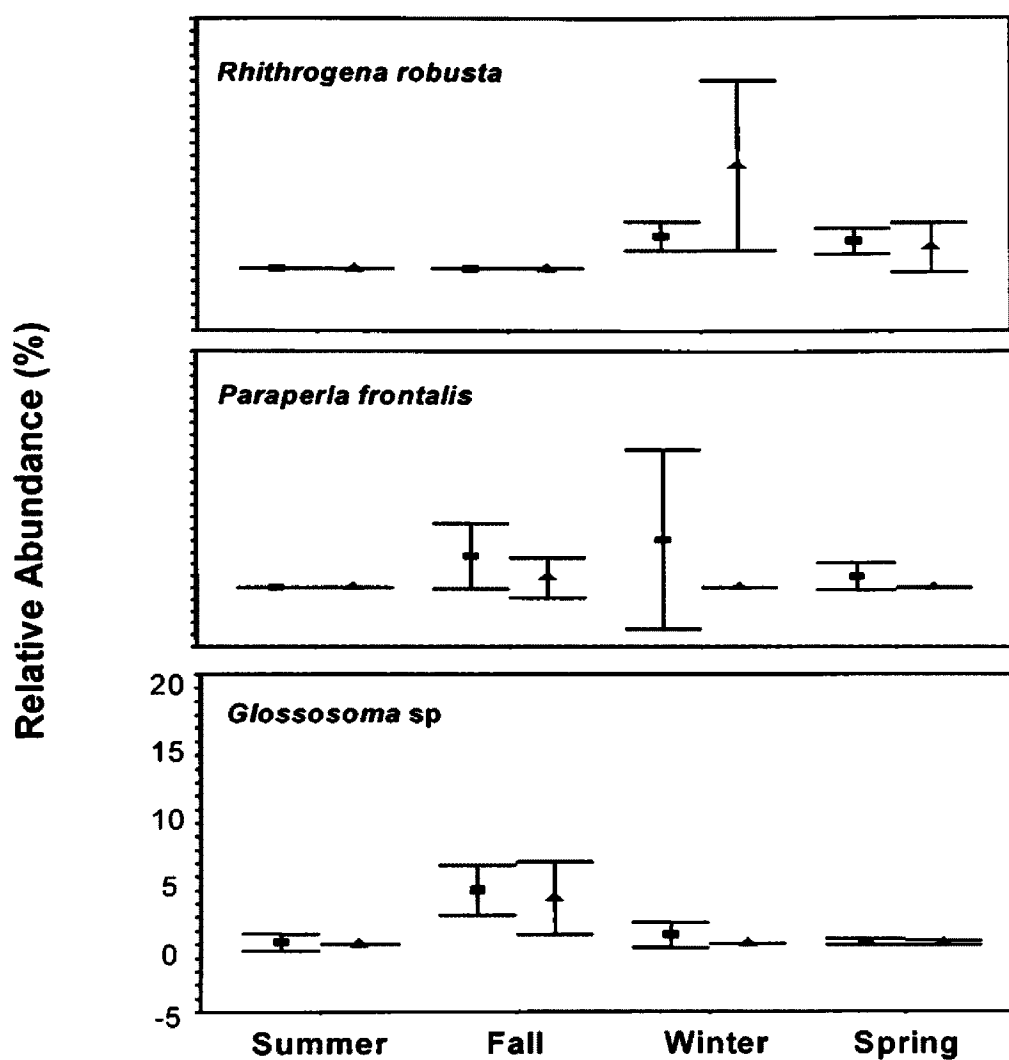 Relative Abundance (%)
Rhithrogena robusta
Paraperla frontalis
Glossosoma sp
20
15
10
5
0
-5
Summer Fall Winter Spring